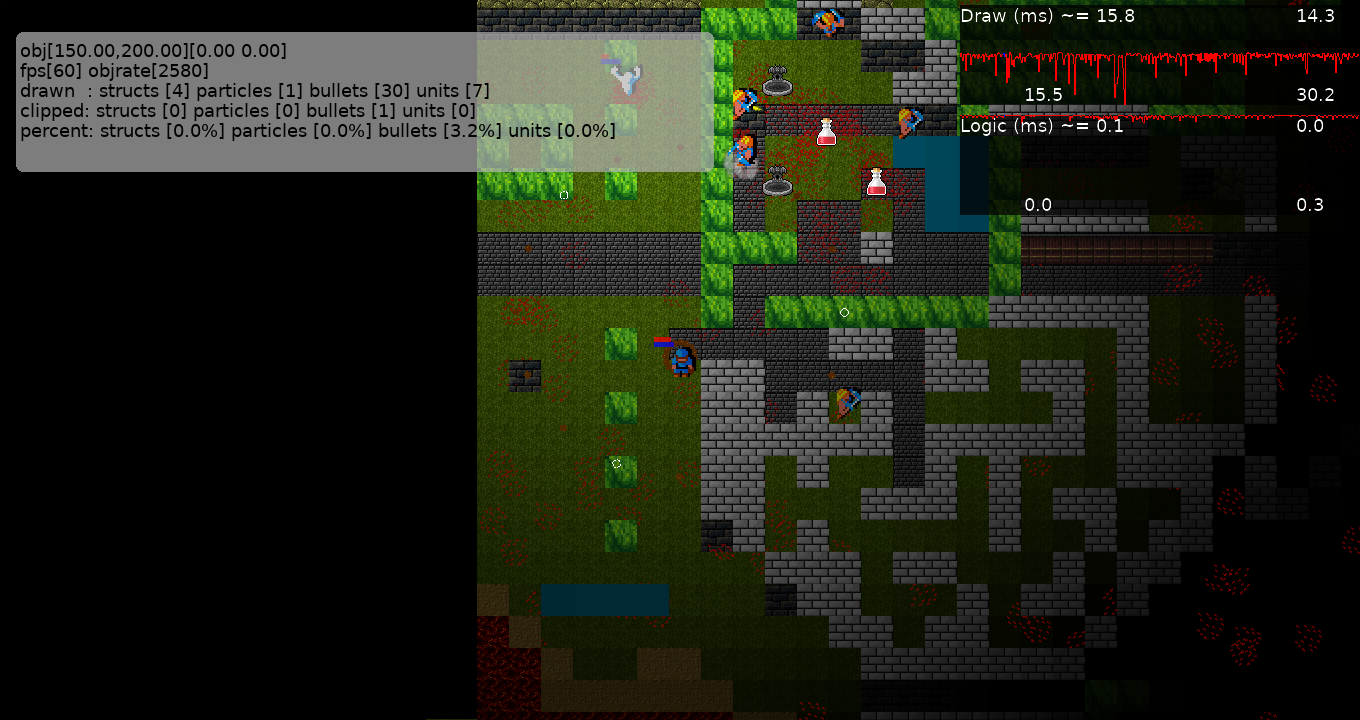 obj[150.00,200.00][0.00 0.00]
fps[60] objrate[2580]
drawn  : structs [4] particles [1] bullets [30] units [7]
clipped: structs [0] particles [0] bullets [1] units [0]
percent: structs [0.0%] particles [0.0%] bullets [3.2%] units [0.0%]
Draw (ms) ~= 15.8 14.3
15.5 30.2
Logic (ms) ~= 0.1 0.0
0.0 0.3